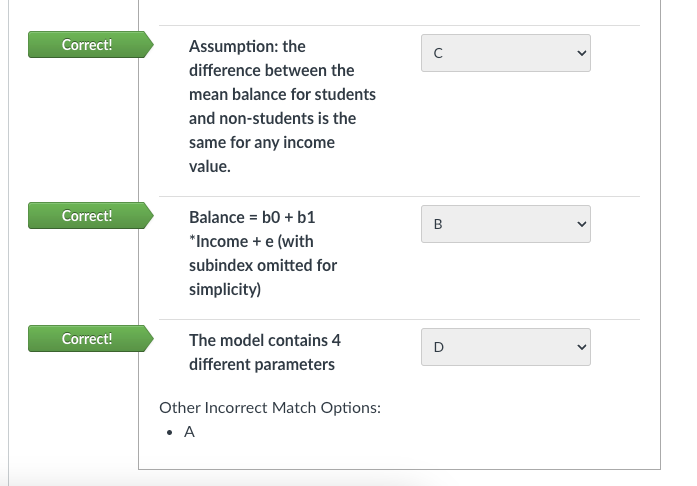 Correct!
Assumption: the
difference between the
mean balance for students
and non-students is the
same for any income
value.
C
Correct!
Balance = b0 + b1
*Income + e (with
subindex omitted for
simplicity)
B
Correct!
The model contains 4
different parameters
D
Other Incorrect Match Options:
• A